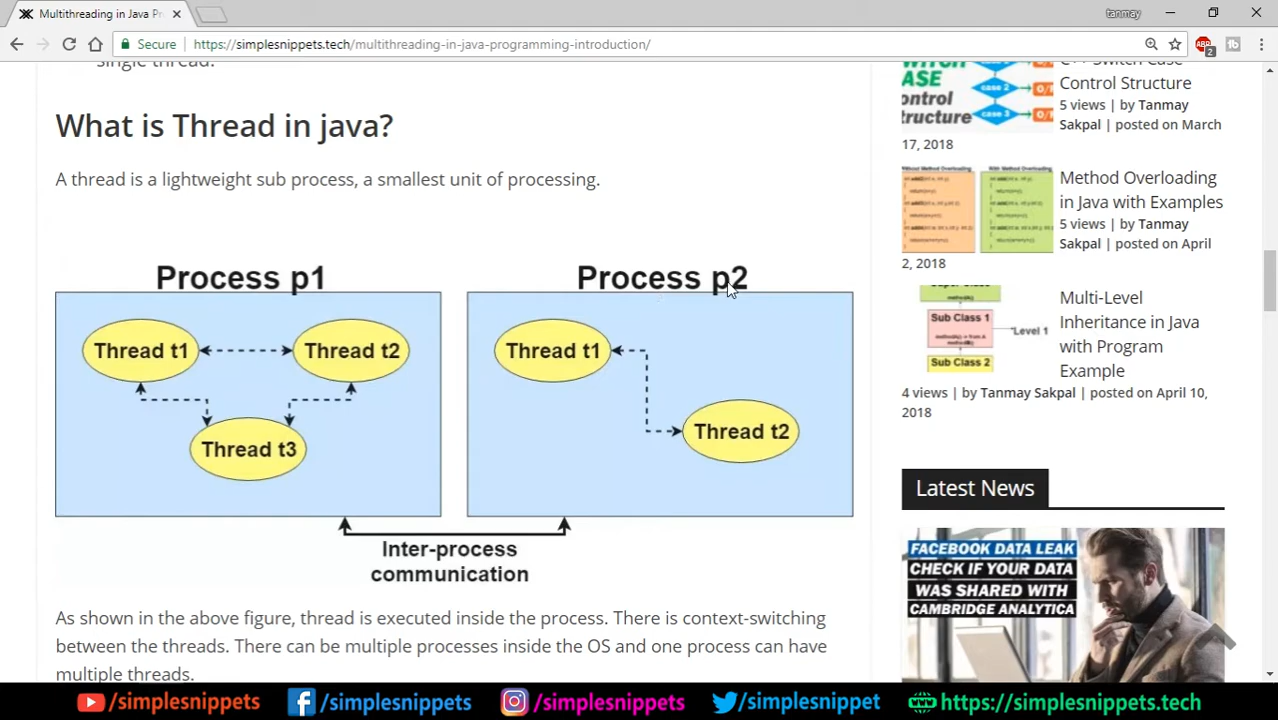 Multithreading in Java Pr
tanmay
Secure
https://simplesnippets.tech/multithreading-in-java-programming-introduction/
ABP
2
single thread.
What is Thread in java?
A thread is a lightweight sub process, a smallest unit of processing.
Process p1
Thread t1
Thread t2
Thread t3
Process p2
Thread t1
Thread t2
Inter-process
communication
As shown in the above figure, thread is executed inside the process. There is context-switching
between the threads. There can be multiple processes inside the OS and one process can have
multiple threads.
C++ Switch Case
Control Structure
5 views | by Tanmay
Sakpal | posted on March
17, 2018
Method Overloading
in Java with Examples
5 views | by Tanmay
Sakpal | posted on April
2, 2018
Sub Class 1
Level 1
Sub Class 2
Multi-Level
Inheritance in Java
with Program
Example
4 views | by Tanmay Sakpal | posted on April 10,
2018
Latest News
FACEBOOK DATA LEAK
CHECK IF YOUR DATA
WAS SHARED WITH
CAMBRIDGE ANALYTICA
/simplesnippets
/simplesnippets
/simplesnippets
/simplesnippets
https://simplesnippets.tech